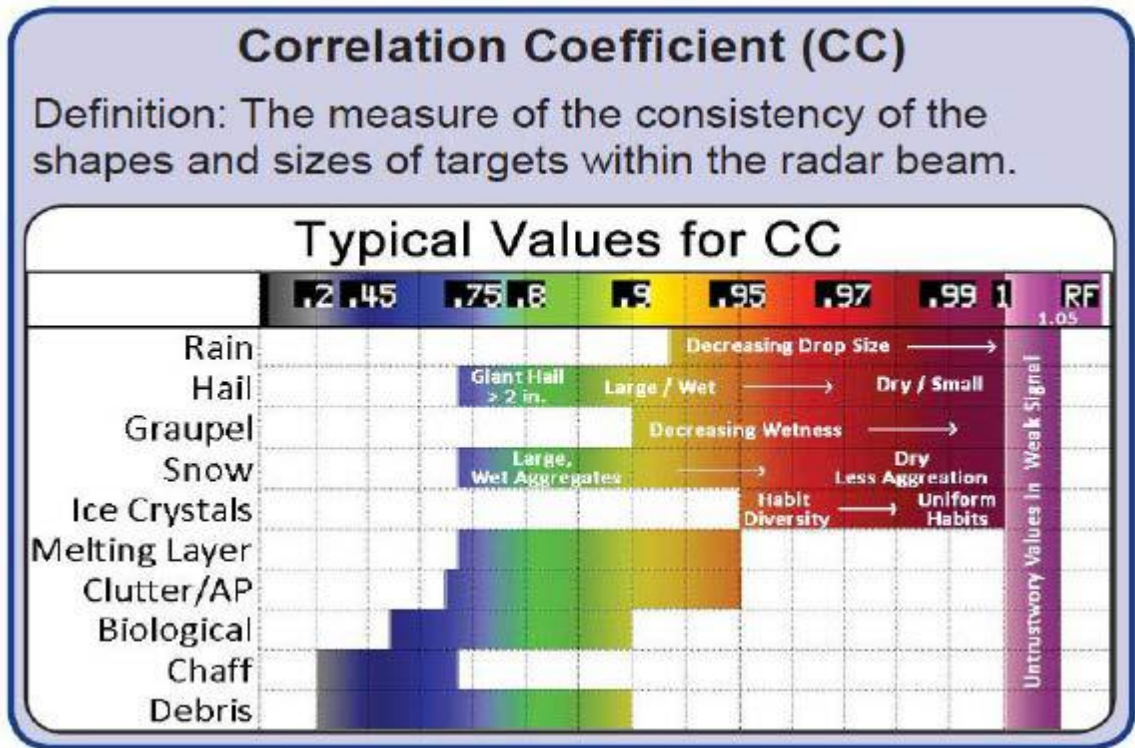 Correlation Coefficient (CC)
Definition: The measure of the consistency of the
shapes and sizes of targets within the radar beam.
Typical Values for CC
.2 .45 .75 .8 .9 .95 .97 .99 1 RF
1.05
Rain Decreasing Drop Size
Hail Giant Hail > 2 in. Large / Wet Dry / Small
Graupel Decreasing Wetness
Snow Large, Wet Aggregates Dry Less Aggreation
Ice Crystals Habit Diversity Uniform Habits
Melting Layer
Clutter/AP
Biological
Chaff
Debris
Untrustwory Values In Weak Signel